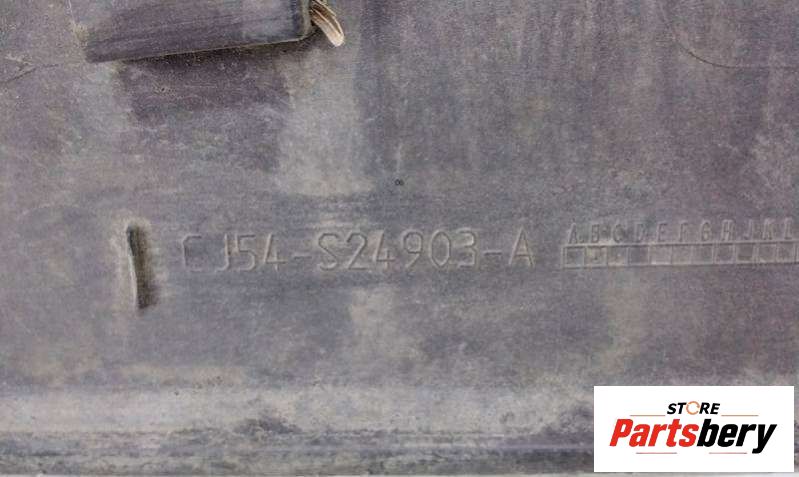 CJ54-S24903-A
A B C D E F G H J K L
STORE
Partsbery